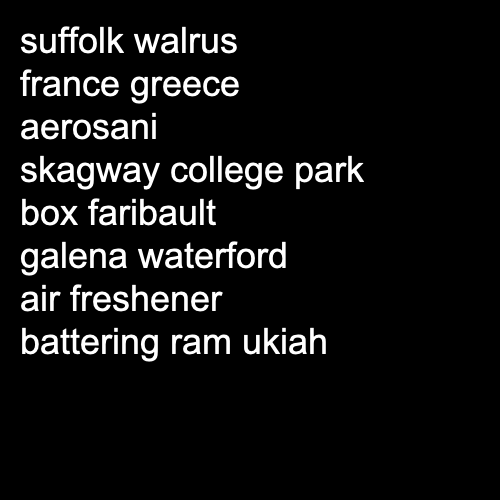 suffolk walrus
france greece
aerosani
skagway college park
box faribault
galena waterford
air freshener
battering ram ukiah